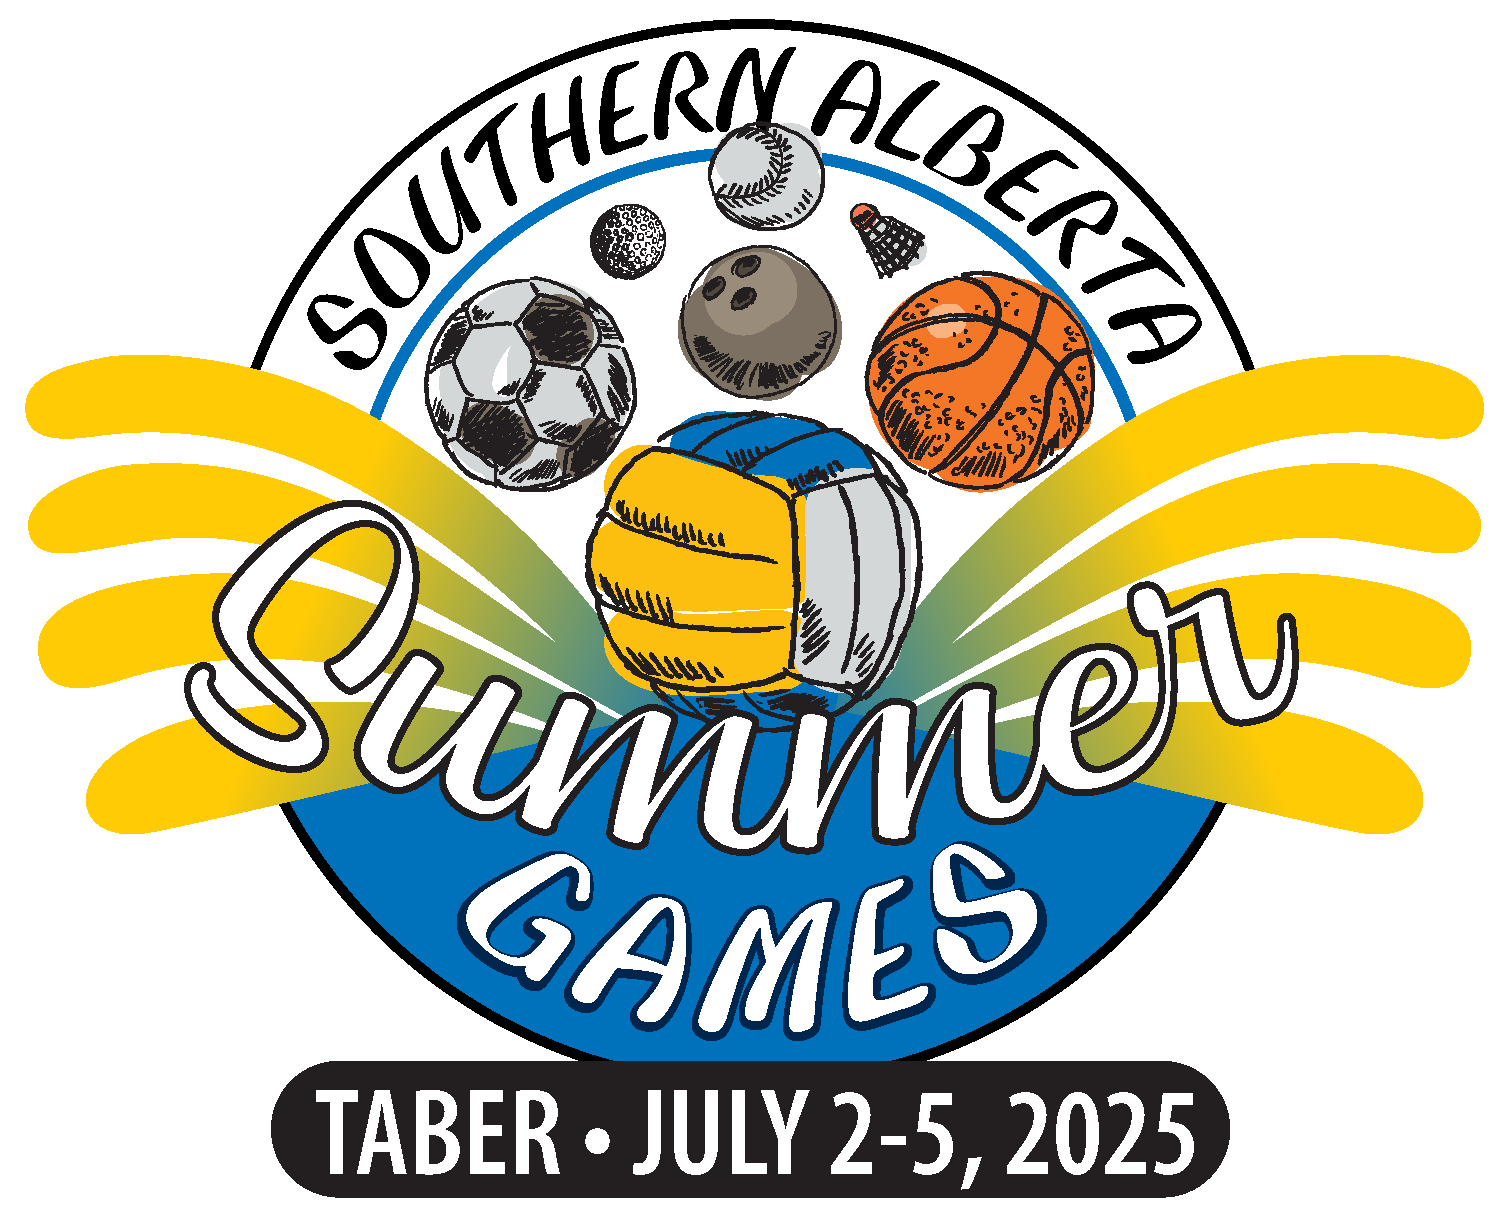 SOUTHERN ALBERTA
Summer
GAMES
TABER • JULY 2-5, 2025